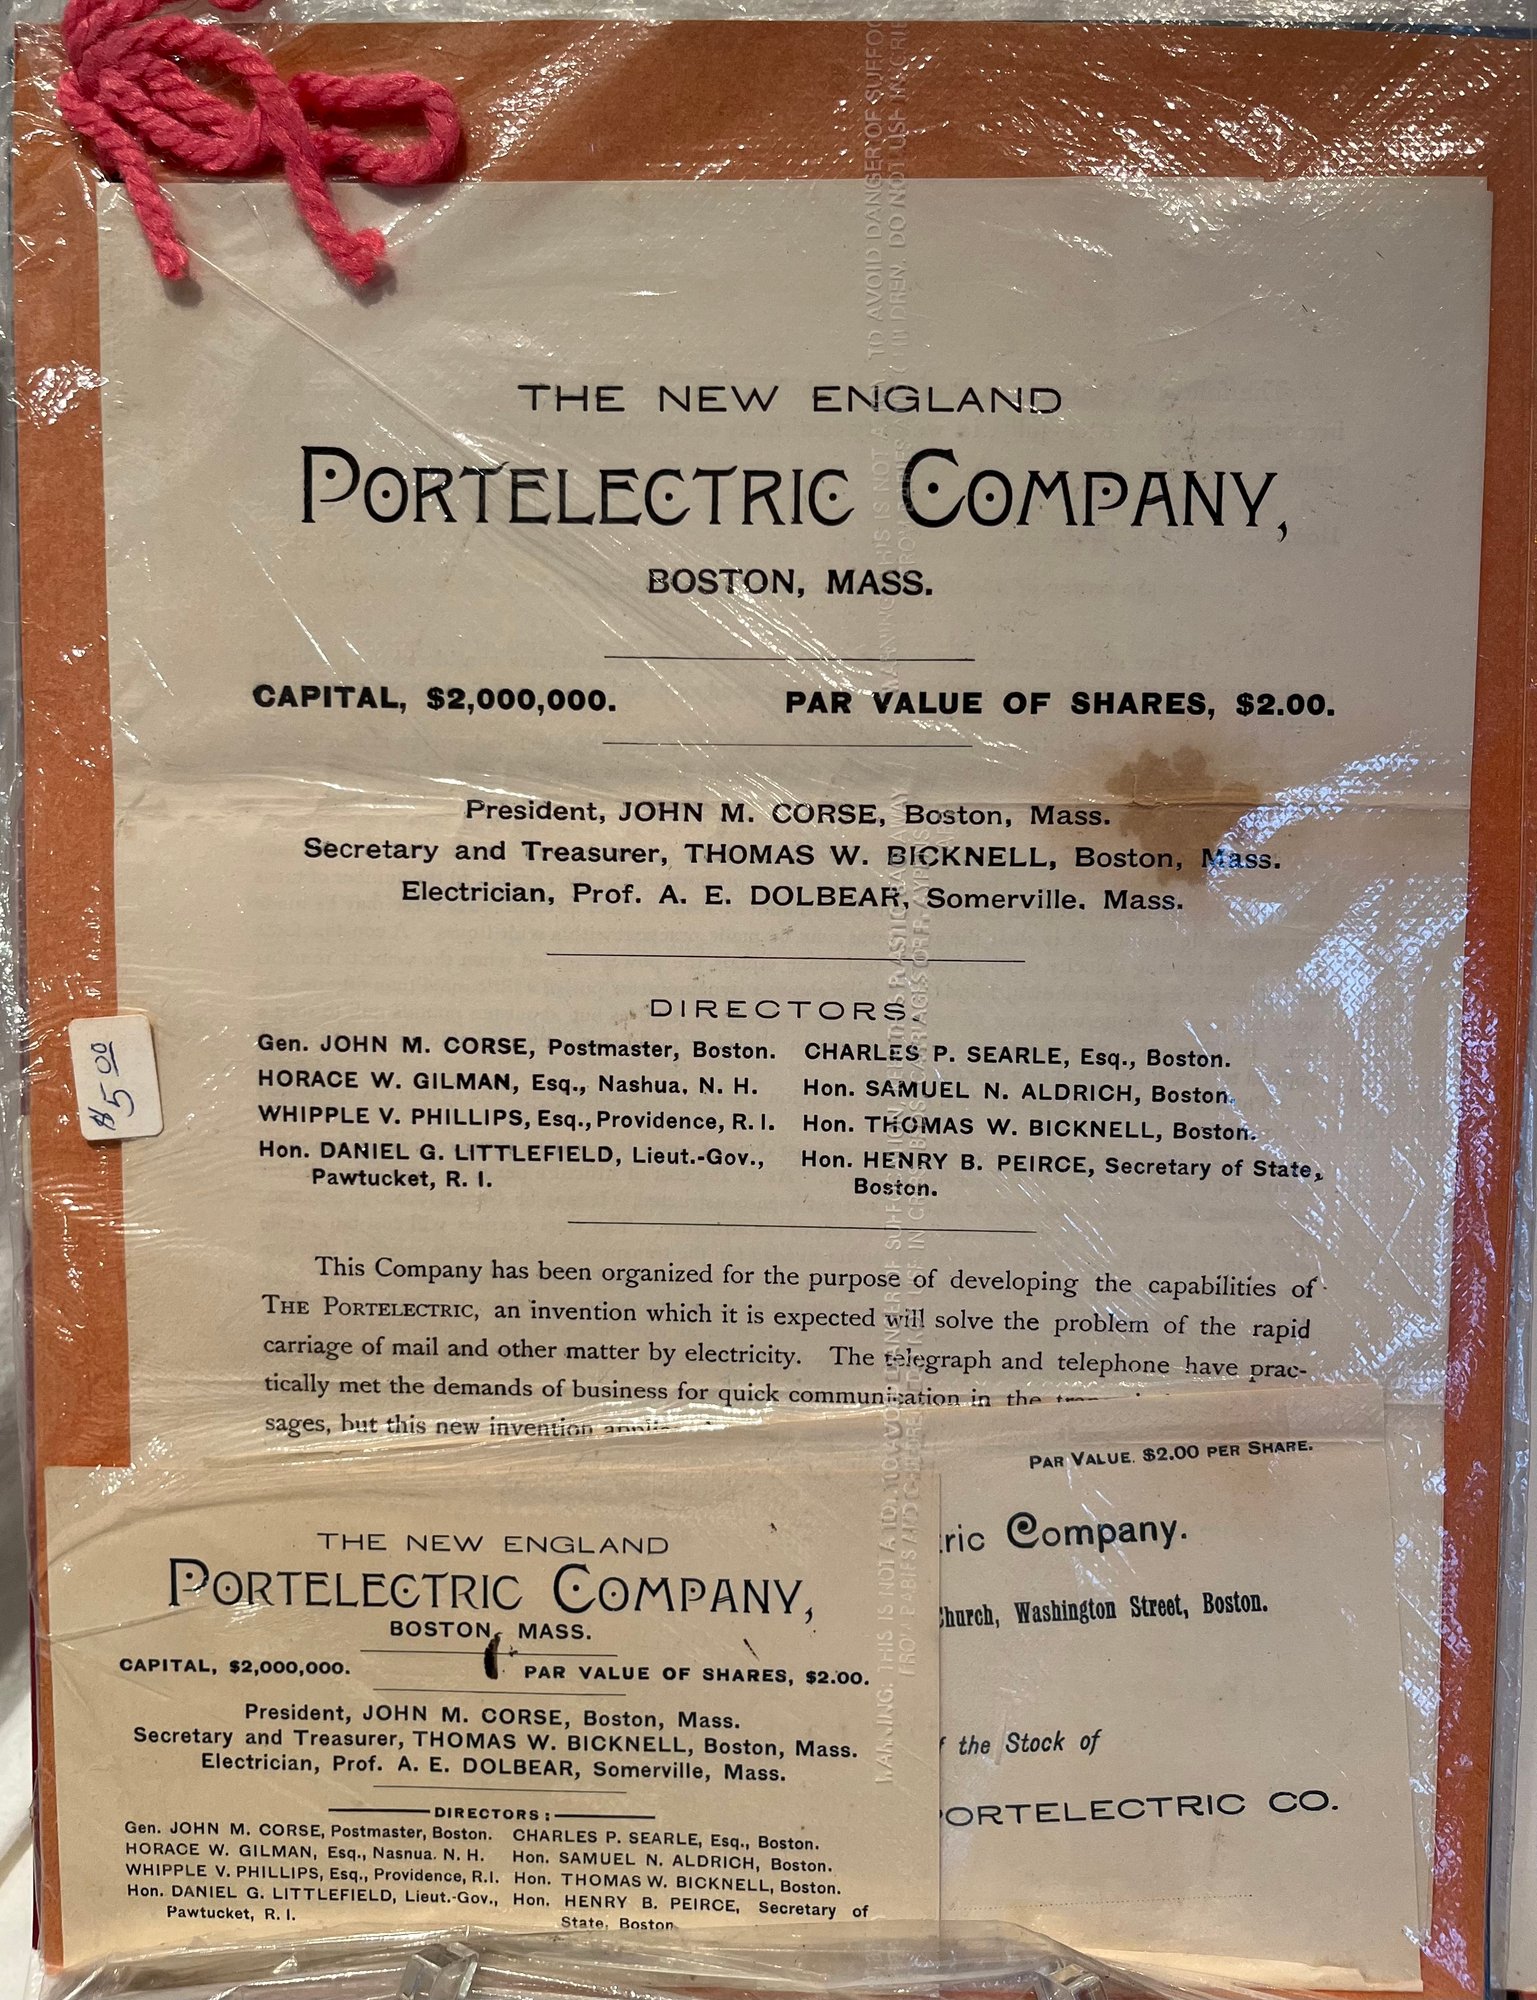 THE NEW ENGLAND
PORTELECTRIC COMPANY,
BOSTON, MASS.
CAPITAL, $2,000,000. PAR VALUE OF SHARES, $2.00.
President, JOHN M. CORSE, Boston, Mass.
Secretary and Treasurer, THOMAS W. BICKNELL, Boston, Mass.
Electrician, Prof. A. E. DOLBEAR, Somerville. Mass.
DIRECTORS.
Gen. JOHN M. CORSE, Postmaster, Boston. CHARLES P. SEARLE, Esq., Boston.
HORACE W. GILMAN, Esq., Nashua, N. H. Hon. SAMUEL N. ALDRICH, Boston.
WHIPPLE V. PHILLIPS, Esq., Providence, R. I. Hon. THOMAS W. BICKNELL, Boston.
Hon. DANIEL G. LITTLEFIELD, Lieut.-Gov., Hon. HENRY B. PEIRCE, Secretary of State,
Pawtucket, R. I. Boston.
$5.00
This Company has been organized for the purpose of developing the capabilities of
THE PORTELECTRIC, an invention which it is expected will solve the problem of the rapid
carriage of mail and other matter by electricity. The telegraph and telephone have prac-
tically met the demands of business for quick communication in the
sages, but this new invention
PAR VALUE. $2.00 PER SHARE.
ric Company.
Church, Washington Street, Boston.
f the Stock of
PORTELECTRIC CO.
THE NEW ENGLAND
PORTELECTRIC COMPANY,
BOSTON, MASS.
CAPITAL, $2,000,000. PAR VALUE OF SHARES, $2.00.
President, JOHN M. CORSE, Boston, Mass.
Secretary and Treasurer, THOMAS W. BICKNELL, Boston, Mass.
Electrician, Prof. A. E. DOLBEAR, Somerville, Mass.
DIRECTORS:
Gen. JOHN M. CORSE, Postmaster, Boston. CHARLES P. SEARLE, Esq., Boston.
HORACE W. GILMAN, Esq., Nasnua. N. H. Hon. SAMUEL N. ALDRICH, Boston.
WHIPPLE V. PHILLIPS, Esq., Providence, R.I. Hon. THOMAS W. BICKNELL, Boston.
Hon. DANIEL G. LITTLEFIELD, Lieut.-Gov., Hon. HENRY B. PEIRCE, Secretary of
Pawtucket, R. I. State, Boston
TO AVOID DANGER OF SUFFOC